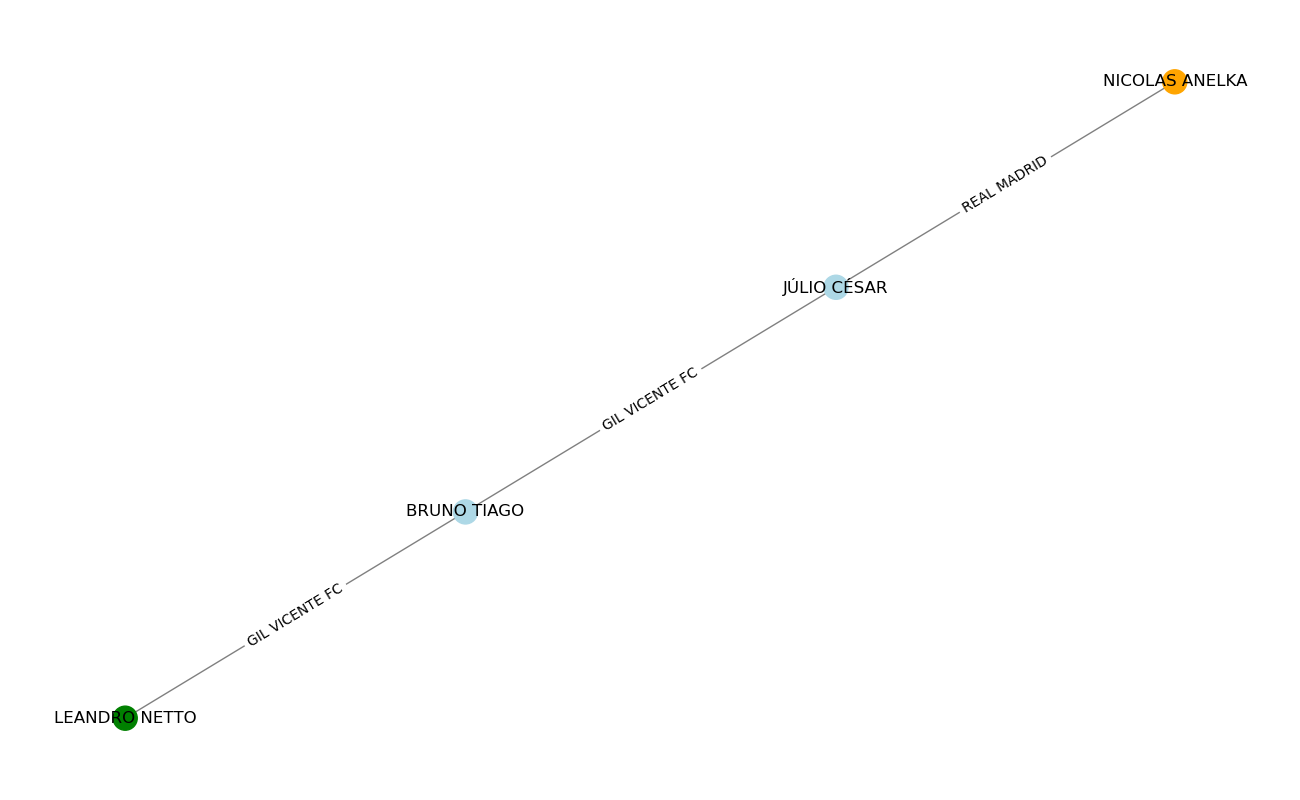 NICOLAS ANELKA
REAL MADRID
JÚLIO CÉSAR
GIL VICENTE FC
BRUNO TIAGO
GIL VICENTE FC
LEANDRO NETTO